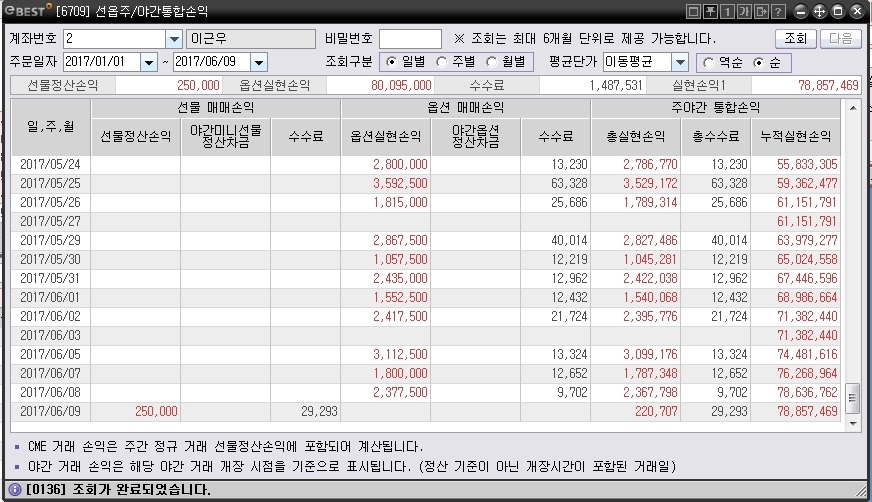 eBEST [6709] 선옵주/야간통합손익
계좌번호 2 이근우 비밀번호 ※ 조회는 최대 6개월 단위로 제공 가능합니다. 조회 다음
주문일자 2017/01/01 ~ 2017/06/09 조회구분 일별 주별 월별 평균단가 이동평균 역순 순
선물정산손익 250,000 옵션실현손익 80,095,000 수수료 1,487,531 실현손익1 78,857,469
일,주,월 선물 매매손익 옵션 매매손익 주야간 통합손익
선물정산손익 야간미니선물 정산차금 수수료 옵션실현손익 야간옵션 정산차금 수수료 총실현손익 총수수료 누적실현손익
2017/05/24 2,800,000 13,230 2,786,770 13,230 55,833,305
2017/05/25 3,592,500 63,328 3,529,172 63,328 59,362,477
2017/05/26 1,815,000 25,686 1,789,314 25,686 61,151,791
2017/05/27 61,151,791
2017/05/29 2,867,500 40,014 2,827,486 40,014 63,979,277
2017/05/30 1,057,500 12,219 1,045,281 12,219 65,024,558
2017/05/31 2,435,000 12,962 2,422,038 12,962 67,446,596
2017/06/01 1,552,500 12,432 1,540,068 12,432 68,986,664
2017/06/02 2,417,500 21,724 2,395,776 21,724 71,382,440
2017/06/03 71,382,440
2017/06/05 3,112,500 13,324 3,099,176 13,324 74,481,616
2017/06/07 1,800,000 12,652 1,787,348 12,652 76,268,964
2017/06/08 2,377,500 9,702 2,367,798 9,702 78,636,762
2017/06/09 250,000 29,293 220,707 29,293 78,857,469
▪ CME 거래 손익은 주간 정규 거래 선물정산손익에 포함되어 계산됩니다.
▪ 야간 거래 손익은 해당 야간 거래 개장 시점을 기준으로 표시됩니다. (정산 기준이 아닌 개장시간이 포함된 거래일)
[0136] 조회가 완료되었습니다.